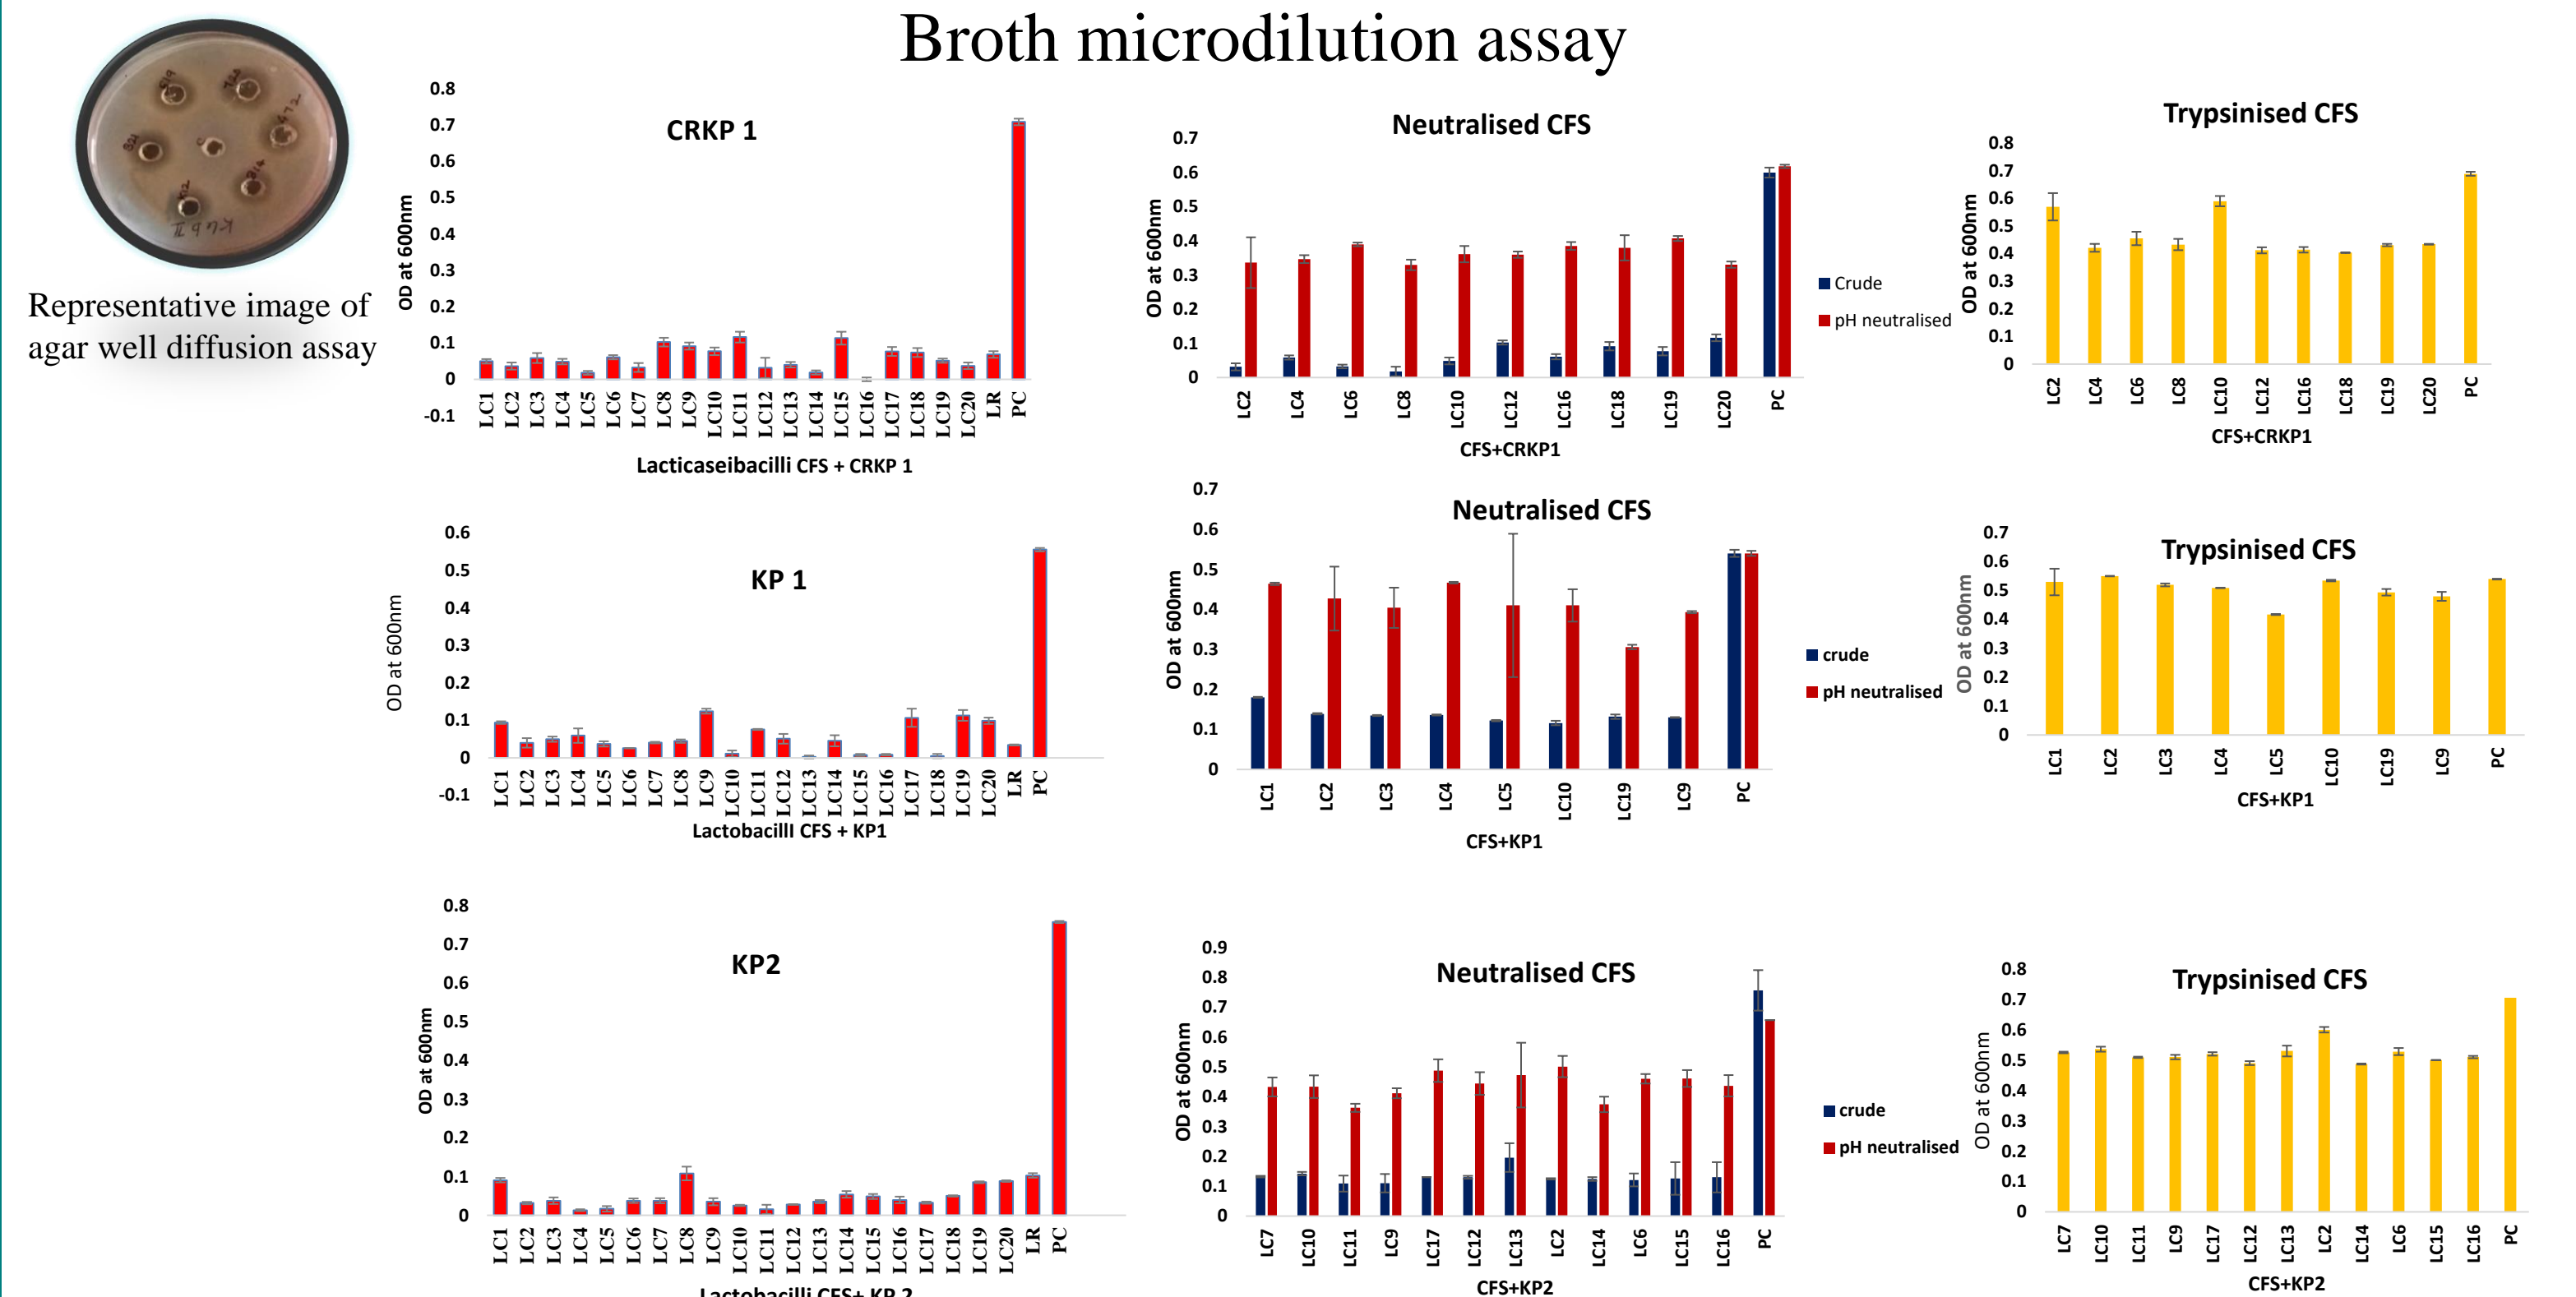 Broth microdilution assay
Representative image of
agar well diffusion assay
CRKP 1
OD at 600nm
0.8
0.7
0.6
0.5
0.4
0.3
0.2
0.1
0
-0.1
LC1 LC2 LC3 LC4 LC5 LC6 LC7 LC8 LC9 LC10 LC11 LC12 LC13 LC14 LC15 LC16 LC17 LC18 LC19 LC20 LR PC
Lacticaseibacilli CFS + CRKP 1
Neutralised CFS
OD at 600nm
0.7
0.6
0.5
0.4
0.3
0.2
0.1
0
LC2 LC4 LC6 LC8 LC10 LC12 LC16 LC18 LC19 LC20 PC
CFS+CRKP1
Crude
pH neutralised
Trypsinised CFS
OD at 600nm
0.8
0.7
0.6
0.5
0.4
0.3
0.2
0.1
0
LC2 LC4 LC6 LC8 LC10 LC12 LC16 LC18 LC19 LC20 PC
CFS+CRKP1
KP 1
OD at 600nm
0.6
0.5
0.4
0.3
0.2
0.1
0
-0.1
LC1 LC2 LC3 LC4 LC5 LC6 LC7 LC8 LC9 LC10 LC11 LC12 LC13 LC14 LC15 LC16 LC17 LC18 LC19 LC20 LR PC
LactobacillI CFS + KP1
Neutralised CFS
OD at 600nm
0.7
0.6
0.5
0.4
0.3
0.2
0.1
0
LC1 LC2 LC3 LC4 LC5 LC10 LC19 LC9 PC
CFS+KP1
crude
pH neutralised
Trypsinised CFS
OD at 600nm
0.7
0.6
0.5
0.4
0.3
0.2
0.1
0
LC1 LC2 LC3 LC4 LC5 LC10 LC19 LC9 PC
CFS+KP1
KP2
OD at 600nm
0.8
0.7
0.6
0.5
0.4
0.3
0.2
0.1
0
LC1 LC2 LC3 LC4 LC5 LC6 LC7 LC8 LC9 LC10 LC11 LC12 LC13 LC14 LC15 LC16 LC17 LC18 LC19 LC20 LR PC
Lactobacilli CFS+ KP 2
Neutralised CFS
OD at 600nm
0.9
0.8
0.7
0.6
0.5
0.4
0.3
0.2
0.1
0
LC7 LC10 LC11 LC9 LC17 LC12 LC13 LC2 LC14 LC6 LC15 LC16 PC
CFS+KP2
crude
pH neutralised
Trypsinised CFS
OD at 600nm
0.8
0.7
0.6
0.5
0.4
0.3
0.2
0.1
0
LC7 LC10 LC11 LC9 LC17 LC12 LC13 LC2 LC14 LC6 LC15 LC16 PC
CFS+KP2